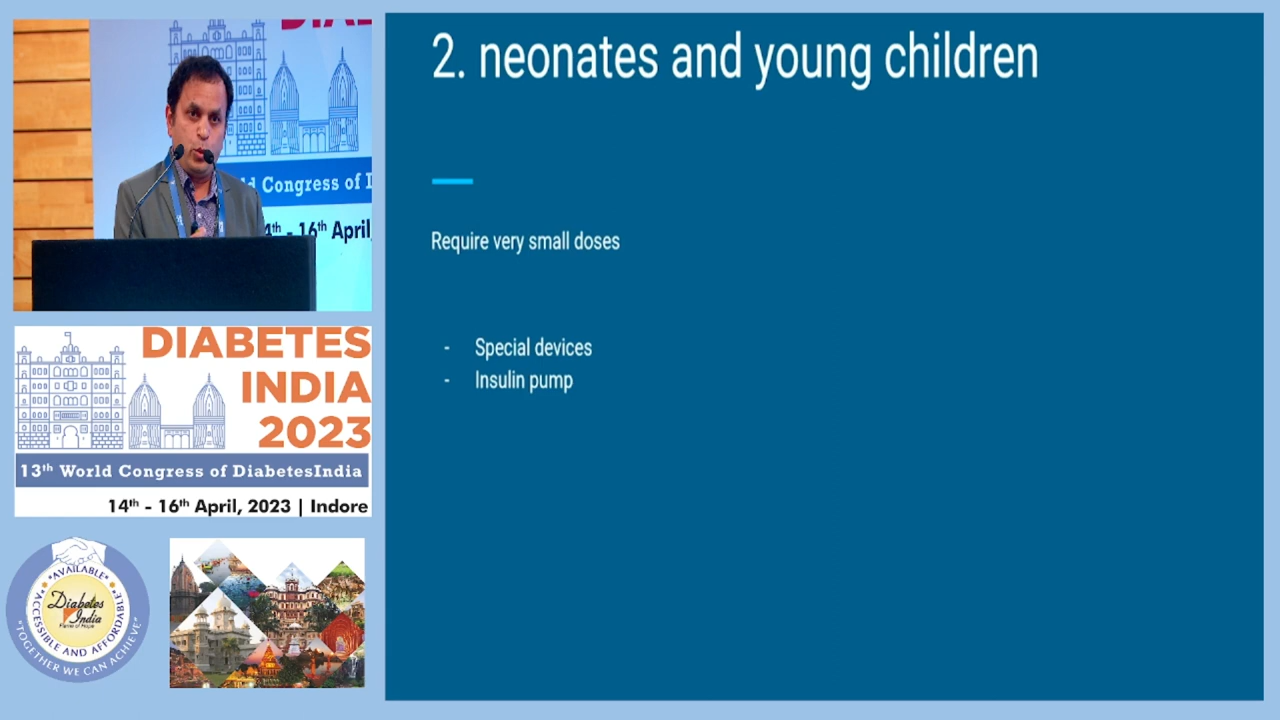 2. neonates and young children
Require very small doses
- Special devices
- Insulin pump
ld Congress of
4th - 16th April,
DIABETES
INDIA
2023
13th World Congress of DiabetesIndia
14th - 16th April, 2023 | Indore
*AVAILABLE*
*ACCESSIBLE AND AFFORDABLE*
Diabetes
India
"TOGETHER WE CAN ACHIEVE"